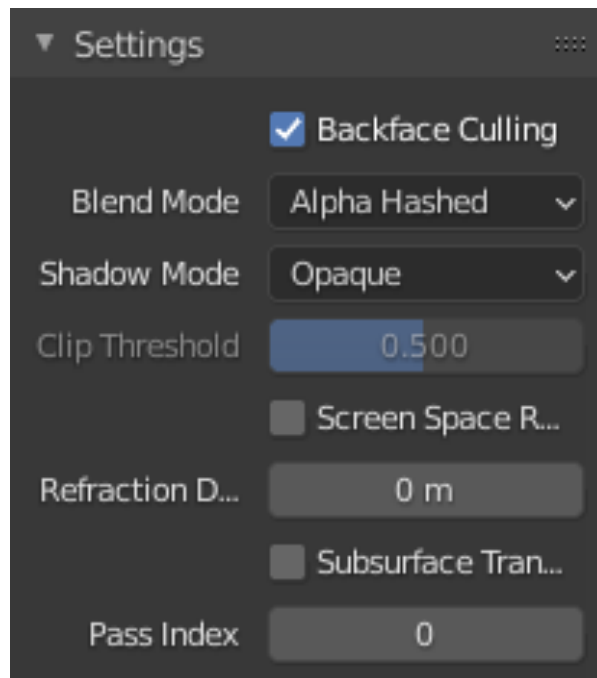 Settings
Backface Culling
Blend Mode Alpha Hashed
Shadow Mode Opaque
Clip Threshold 0.500
Screen Space R...
Refraction D... 0 m
Subsurface Tran...
Pass Index 0